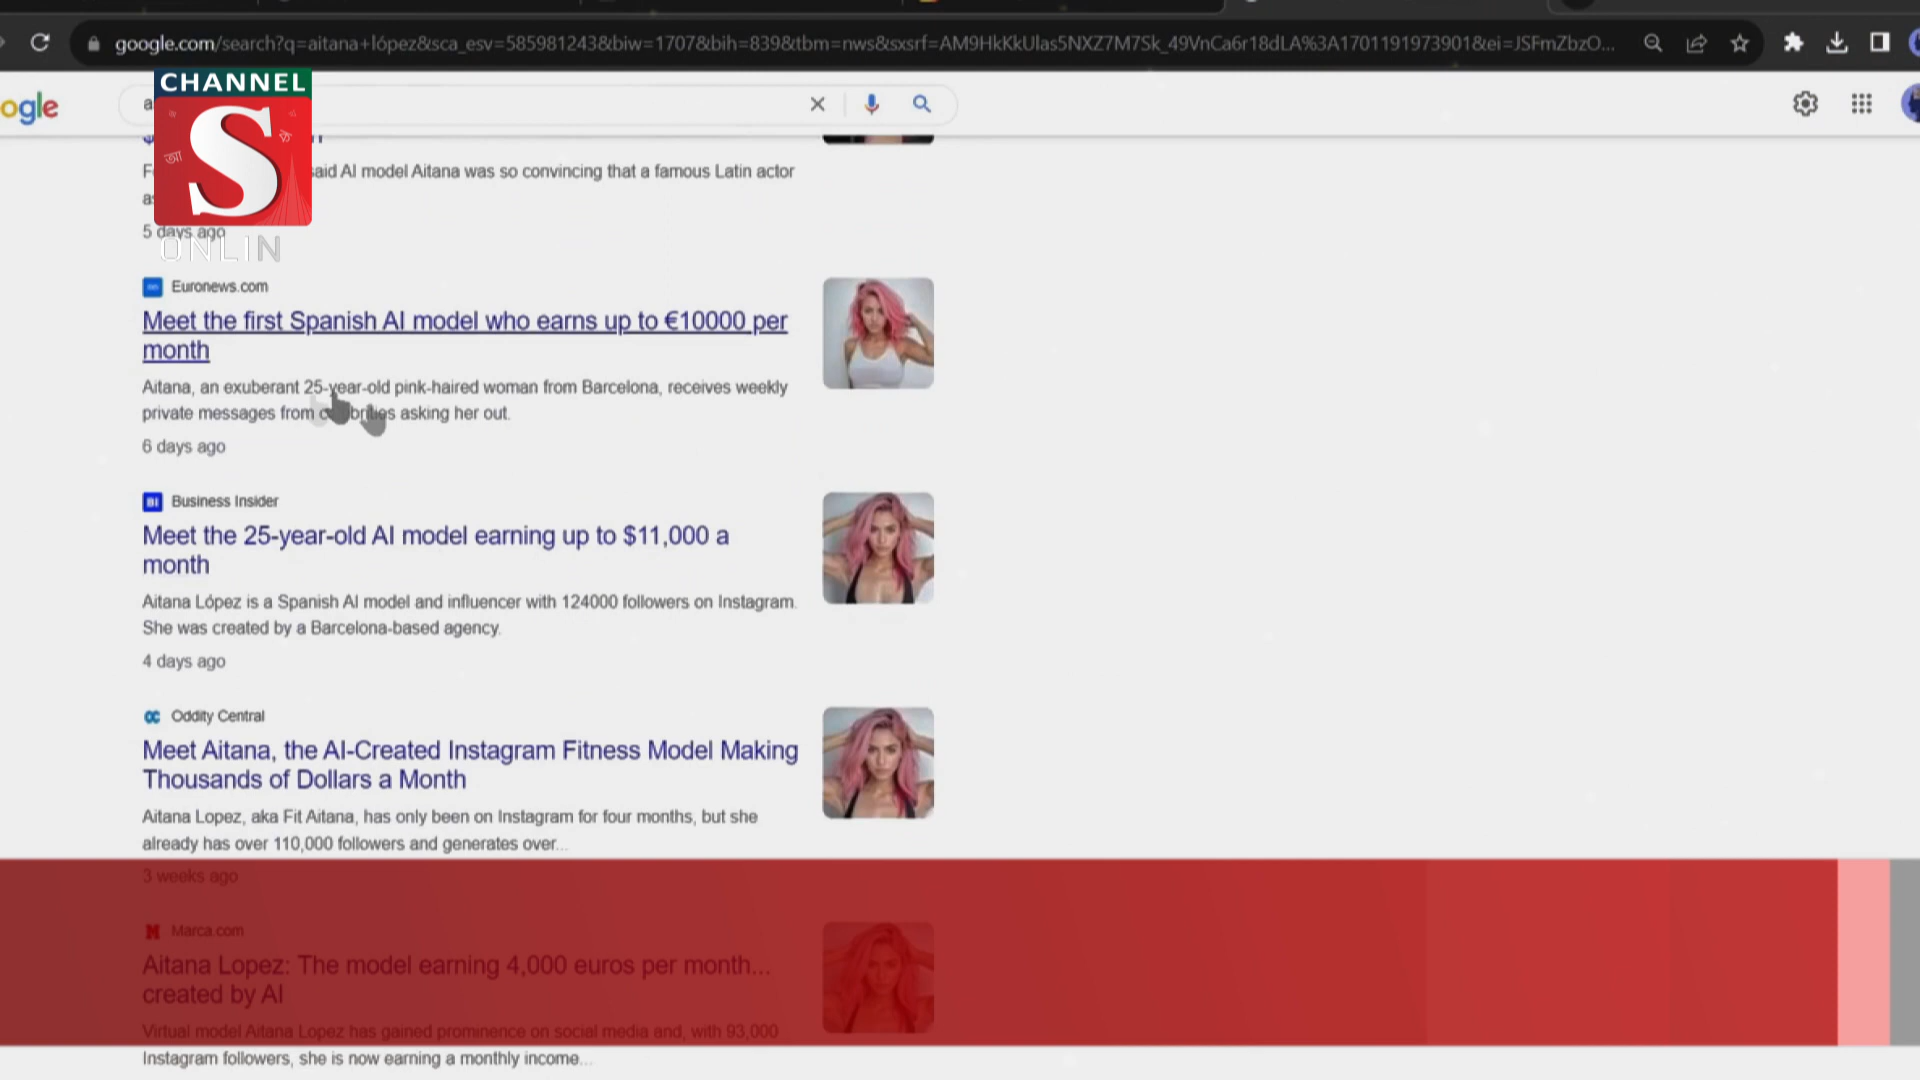 google.com/search?q=aitana+lópez&sca_esv=585981243&biw=1707&bih=839&tbm=nws&sxsrf=AM9HkKkUlas5NXZ7M7Sk_49VnCa6r18dLA%3A1701191973901&ei=JSFmZbzO...
CHANNEL
S
ONLIN
ogle
a
said AI model Aitana was so convincing that a famous Latin actor
5 days ago
Euronews.com
Meet the first Spanish AI model who earns up to €10000 per
month
Aitana, an exuberant 25-year-old pink-haired woman from Barcelona, receives weekly
private messages from celebrities asking her out.
6 days ago
BI Business Insider
Meet the 25-year-old AI model earning up to $11,000 a
month
Aitana López is a Spanish AI model and influencer with 124000 followers on Instagram.
She was created by a Barcelona-based agency.
4 days ago
Oddity Central
Meet Aitana, the AI-Created Instagram Fitness Model Making
Thousands of Dollars a Month
Aitana Lopez, aka Fit Aitana, has only been on Instagram for four months, but she
already has over 110,000 followers and generates over...
3 weeks ago
M Marca.com
Aitana Lopez: The model earning 4,000 euros per month...
created by AI
Virtual model Aitana Lopez has gained prominence on social media and, with 93,000
Instagram followers, she is now earning a monthly income...